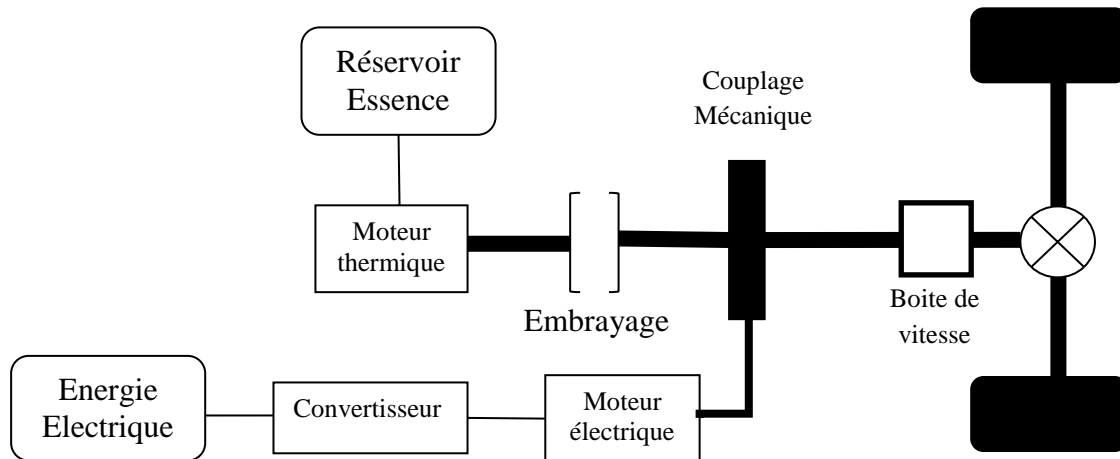 Réservoir
Essence
Couplage
Mécanique
Moteur
thermique
Embrayage
Boite de
vitesse
Energie
Electrique
Convertisseur
Moteur
électrique